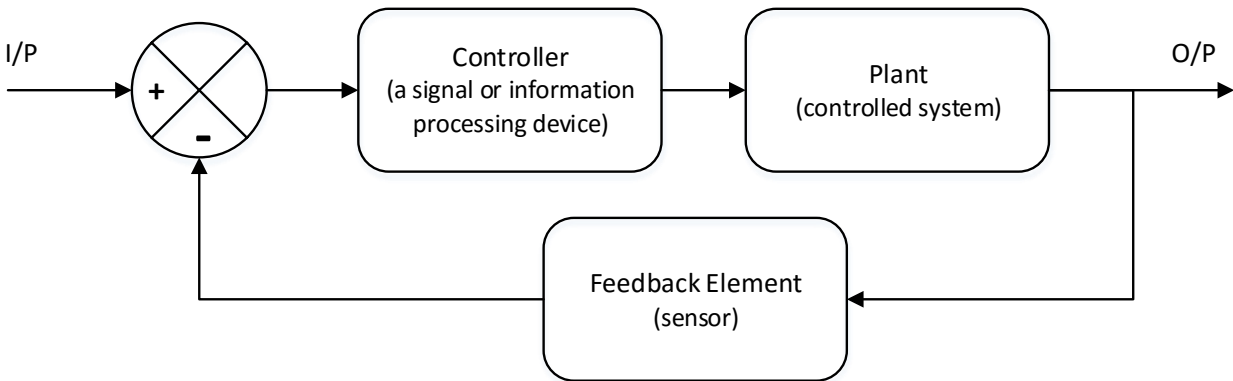 I/P
+
-
Controller
(a signal or information
processing device)
Plant
(controlled system)
O/P
Feedback Element
(sensor)